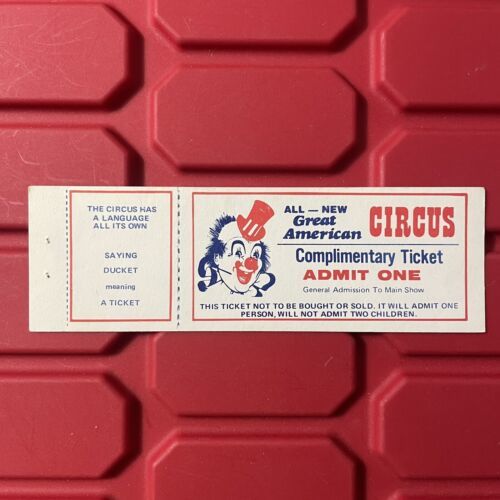 THE CIRCUS HAS
A LANGUAGE
ALL ITS OWN
SAYING
DUCKET
meaning
A TICKET
ALL — NEW
Great
American
CIRCUS
Complimentary Ticket
ADMIT ONE
General Admission To Main Show
THIS TICKET NOT TO BE BOUGHT OR SOLD. IT WILL ADMIT ONE
PERSON, WILL NOT ADMIT TWO CHILDREN.